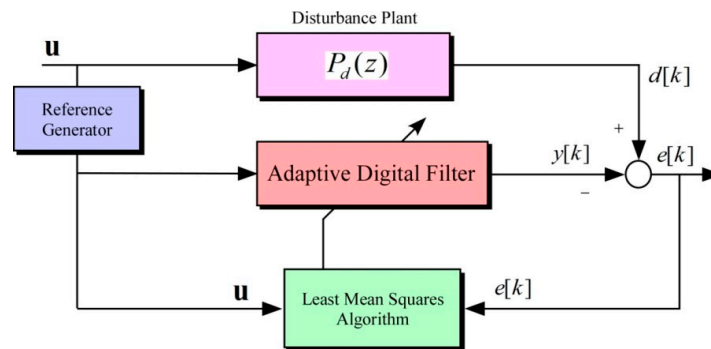 Disturbance Plant
u
P_d(z)
d[k]
Reference
Generator
+
Adaptive Digital Filter
y[k]
e[k]
−
u
Least Mean Squares
Algorithm
e[k]